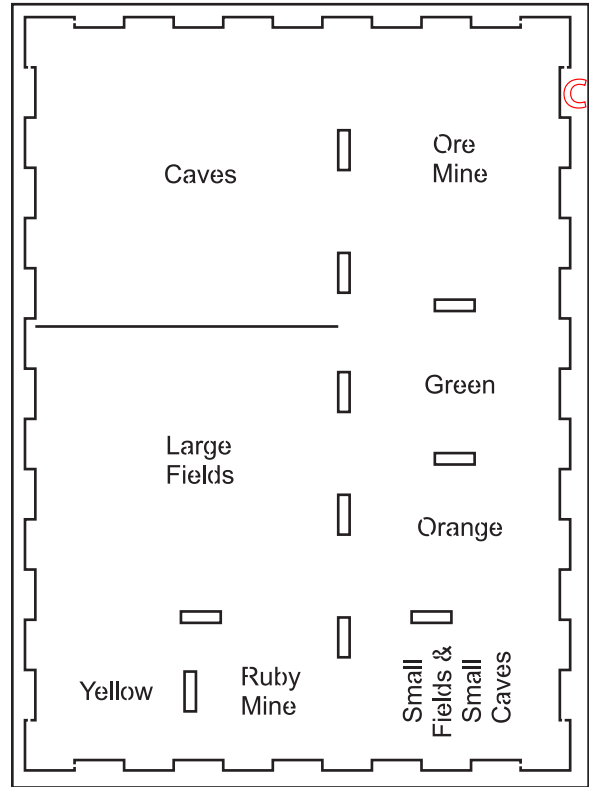 C
Caves
Ore
Mine
Green
Large
Fields
Orange
Yellow
Ruby
Mine
Small
Fields &
Small
Caves